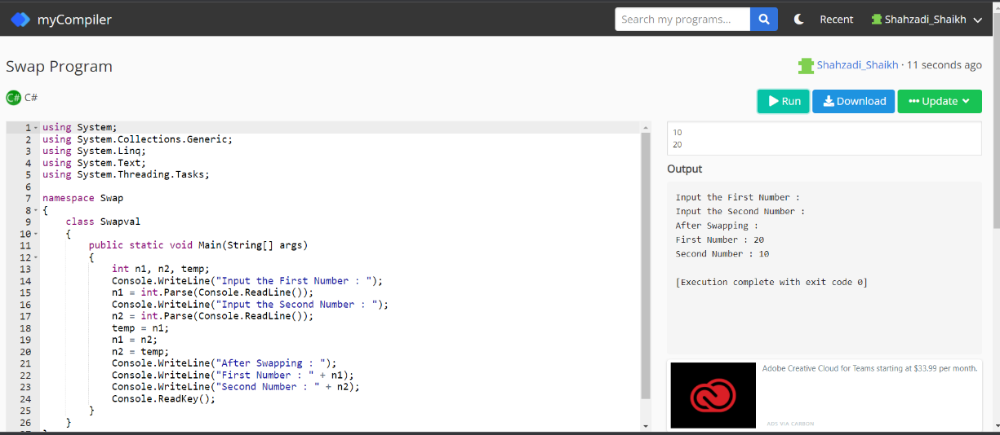 myCompiler
Search my programs...
Recent
Shahzadi_Shaikh
Swap Program
Shahzadi_Shaikh · 11 seconds ago
C# C#
Run
Download
••• Update
1 using System;
2 using System.Collections.Generic;
3 using System.Linq;
4 using System.Text;
5 using System.Threading.Tasks;
6
7 namespace Swap
8 {
9     class Swapval
10     {
11         public static void Main(String[] args)
12         {
13             int n1, n2, temp;
14             Console.WriteLine("Input the First Number : ");
15             n1 = int.Parse(Console.ReadLine());
16             Console.WriteLine("Input the Second Number : ");
17             n2 = int.Parse(Console.ReadLine());
18             temp = n1;
19             n1 = n2;
20             n2 = temp;
21             Console.WriteLine("After Swapping : ");
22             Console.WriteLine("First Number : " + n1);
23             Console.WriteLine("Second Number : " + n2);
24             Console.ReadKey();
25         }
26     }
10
20
Output
Input the First Number :
Input the Second Number :
After Swapping :
First Number : 20
Second Number : 10
[Execution complete with exit code 0]
Adobe Creative Cloud for Teams starting at $33.99 per month.
ADS VIA CARBON